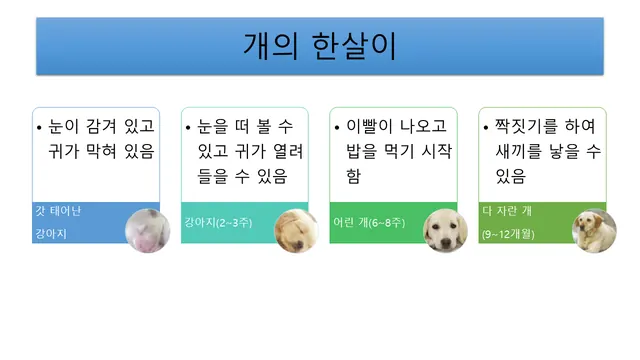 개의 한살이
• 눈이 감겨 있고
귀가 막혀 있음
갓 태어난
강아지
• 눈을 떠 볼 수
있고 귀가 열려
들을 수 있음
강아지(2~3주)
• 이빨이 나오고
밥을 먹기 시작
함
어린 개(6~8주)
• 짝짓기를 하여
새끼를 낳을 수
있음
다 자란 개
(9~12개월)